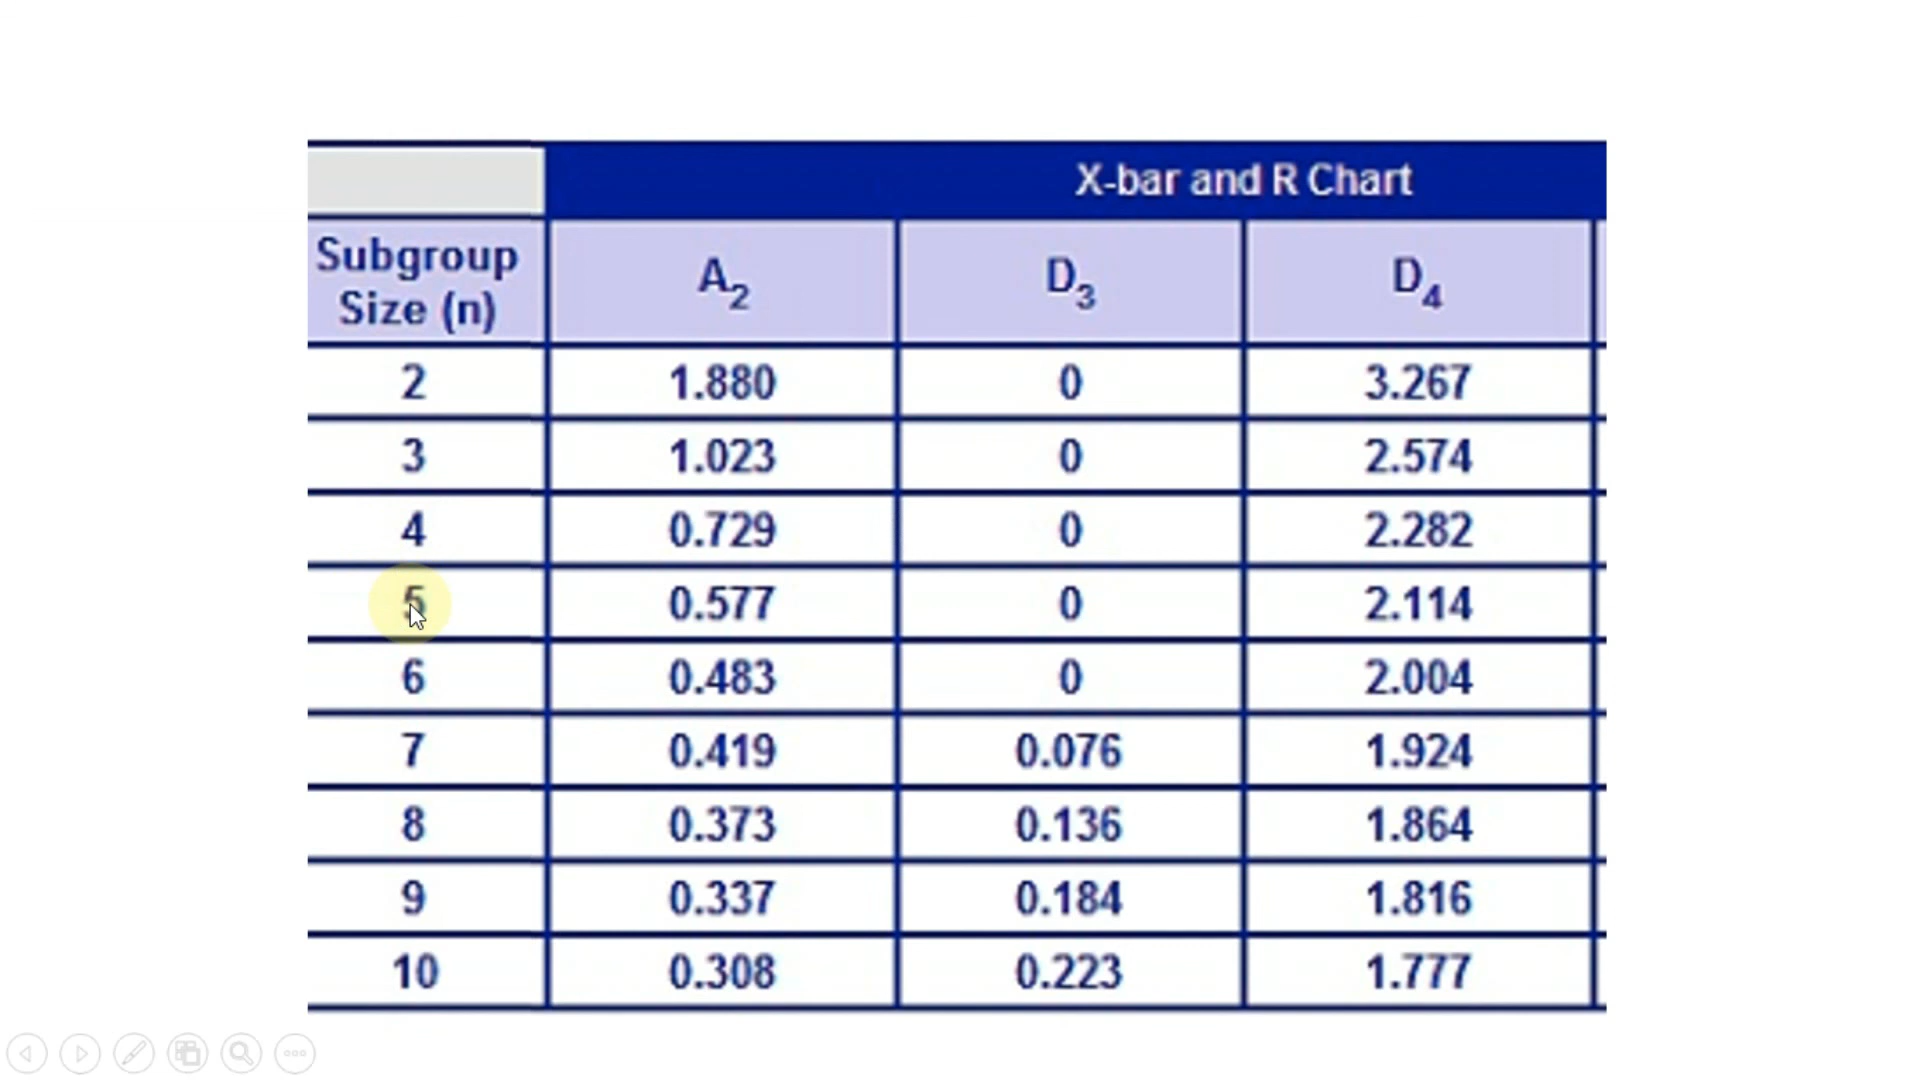 X-bar and R Chart
Subgroup
Size (n)
A2
D3
D4
2 1.880 0 3.267
3 1.023 0 2.574
4 0.729 0 2.282
5 0.577 0 2.114
6 0.483 0 2.004
7 0.419 0.076 1.924
8 0.373 0.136 1.864
9 0.337 0.184 1.816
10 0.308 0.223 1.777